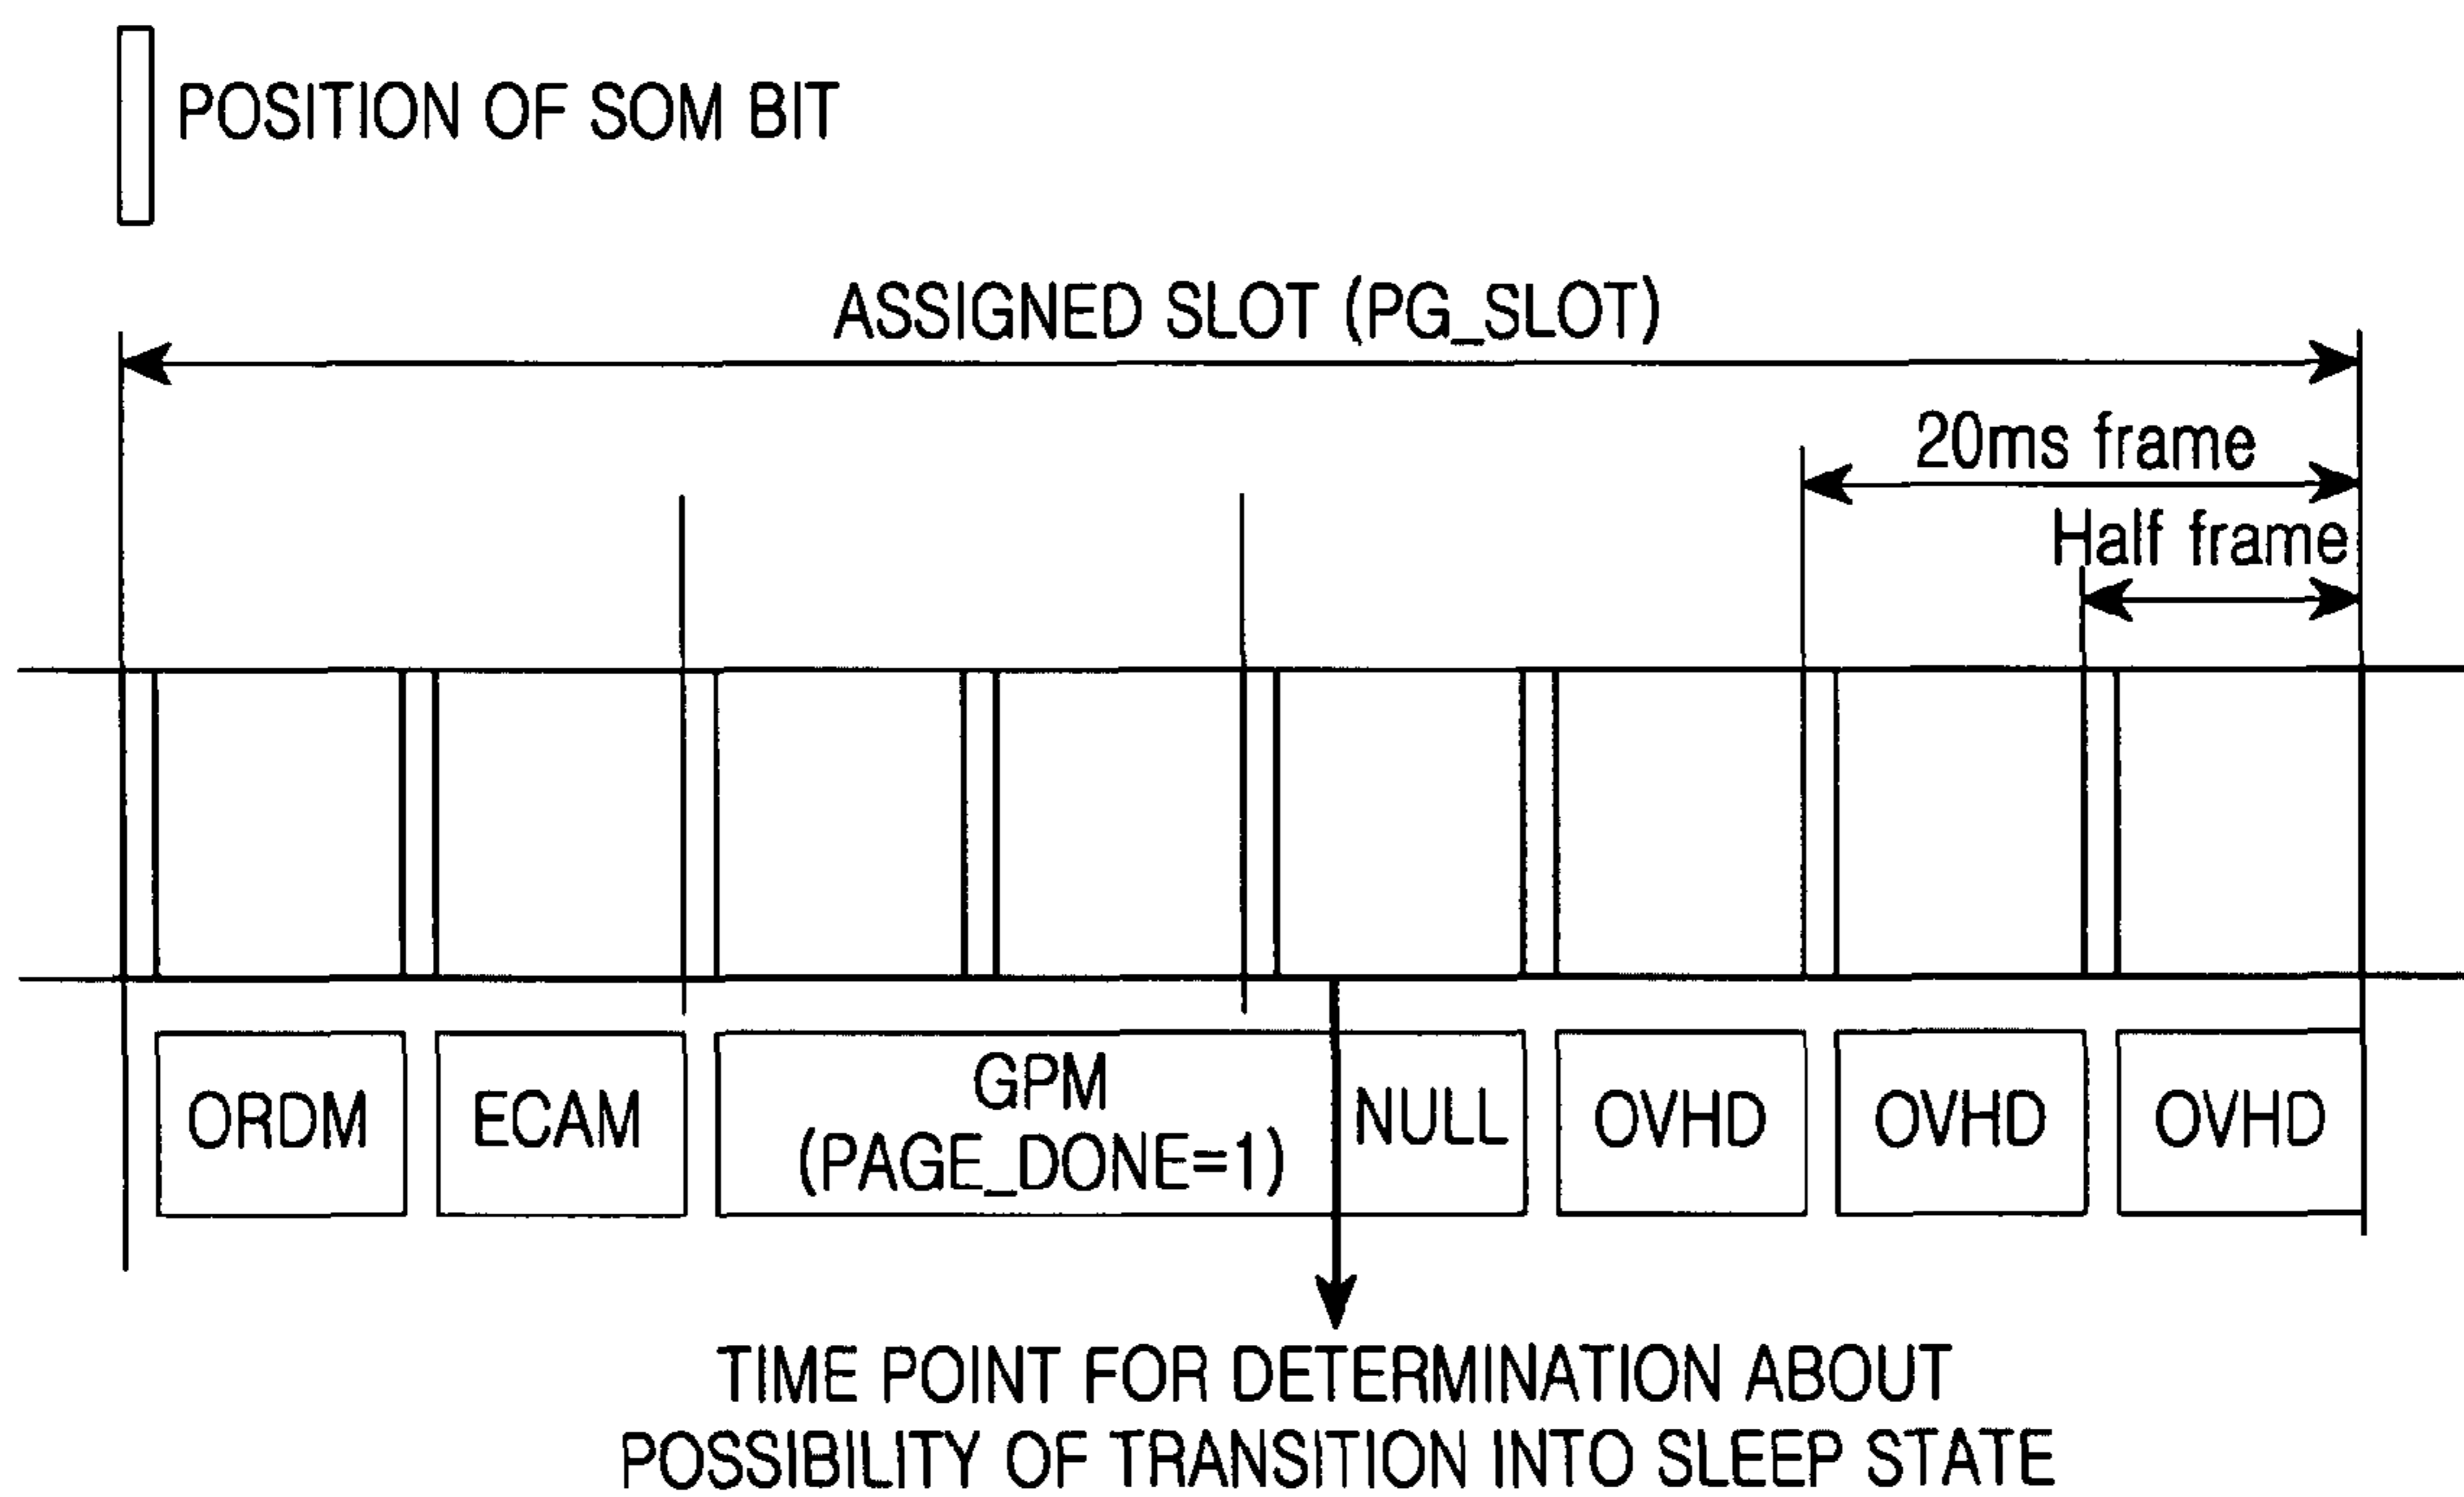 POSITION OF SOM BIT
ASSIGNED SLOT (PG_SLOT)
20ms frame
Half frame
ORDM
ECAM
GPM
(PAGE_DONE=1)
NULL
OVHD
OVHD
OVHD
TIME POINT FOR DETERMINATION ABOUT
POSSIBILITY OF TRANSITION INTO SLEEP STATE